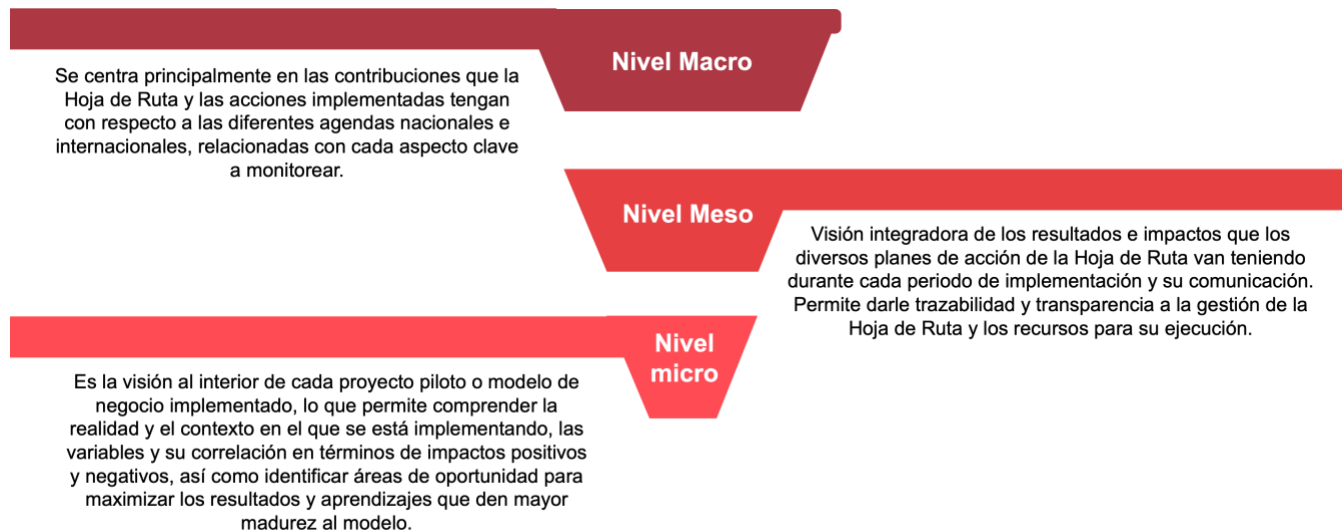 Nivel Macro
Se centra principalmente en las contribuciones que la
Hoja de Ruta y las acciones implementadas tengan
con respecto a las diferentes agendas nacionales e
internacionales, relacionadas con cada aspecto clave
a monitorear.
Nivel Meso
Visión integradora de los resultados e impactos que los
diversos planes de acción de la Hoja de Ruta van teniendo
durante cada periodo de implementación y su comunicación.
Permite darle trazabilidad y transparencia a la gestión de la
Hoja de Ruta y los recursos para su ejecución.
Nivel
micro
Es la visión al interior de cada proyecto piloto o modelo de
negocio implementado, lo que permite comprender la
realidad y el contexto en el que se está implementando, las
variables y su correlación en términos de impactos positivos
y negativos, así como identificar áreas de oportunidad para
maximizar los resultados y aprendizajes que den mayor
madurez al modelo.